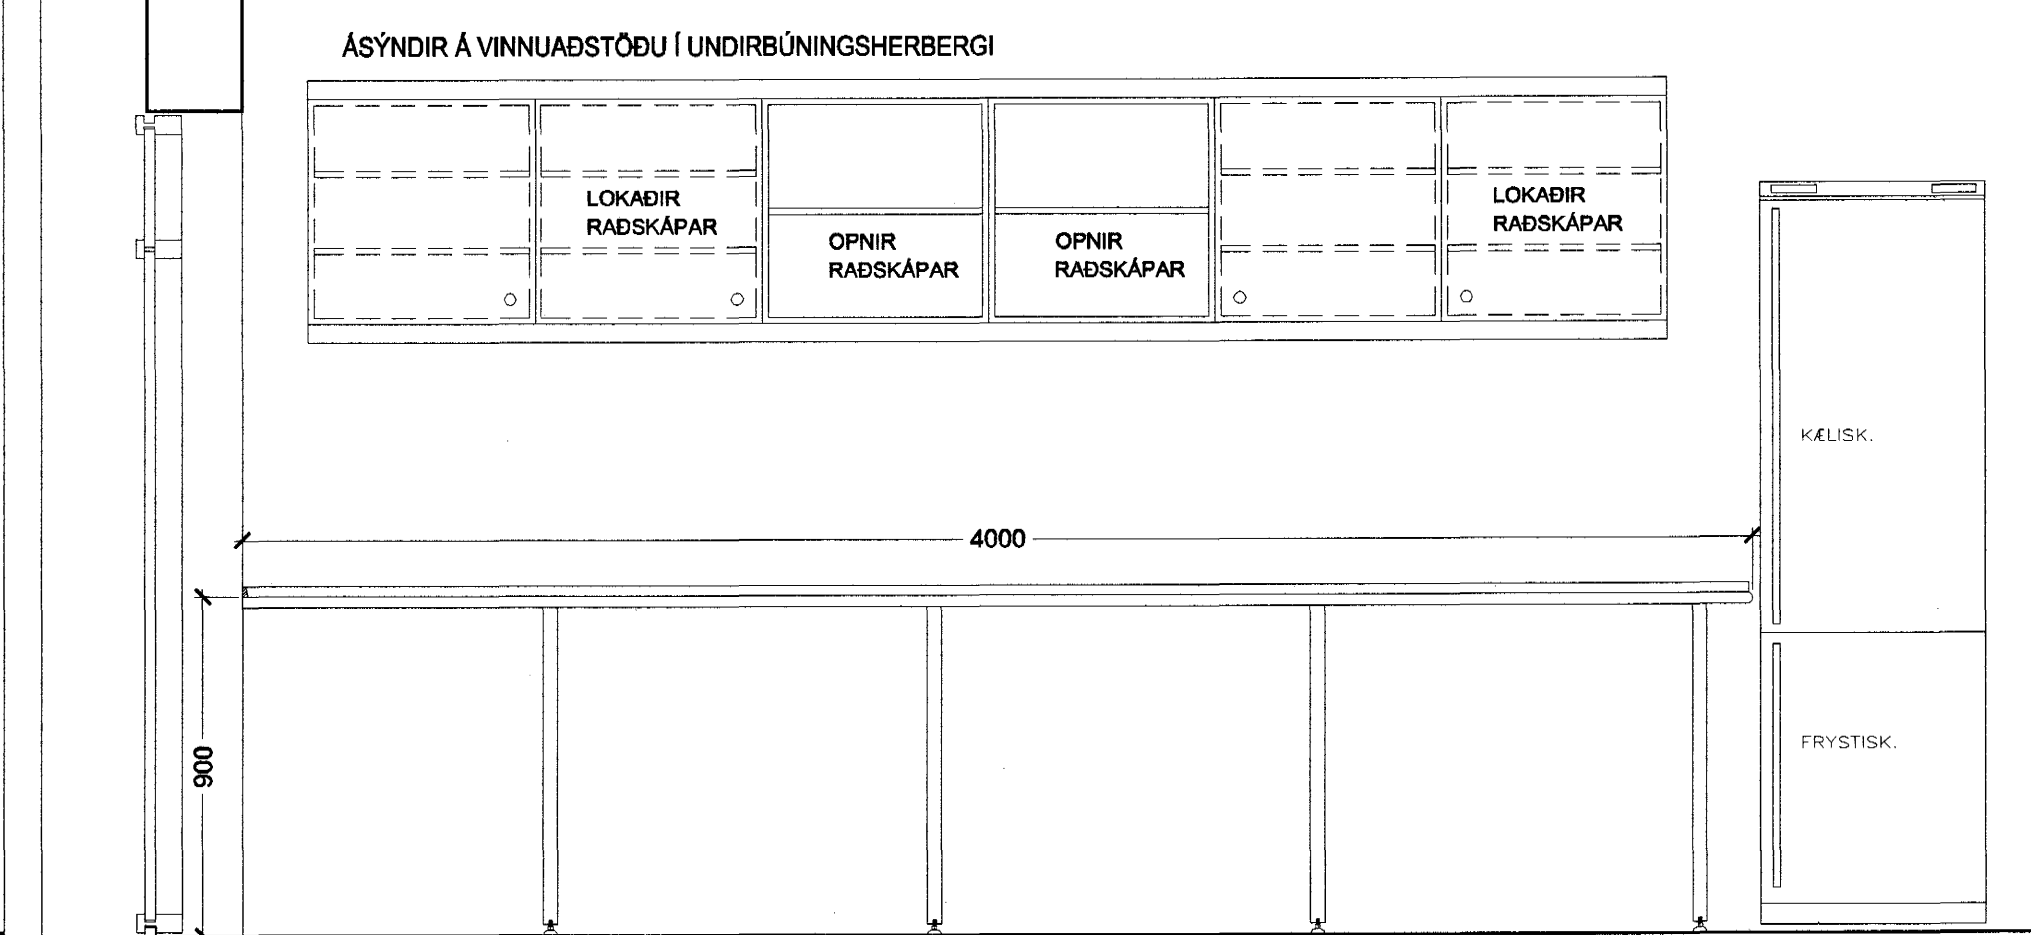 ÁSÝNDIR Á VINNUAÐSTÖÐU Í UNDIRBÚNINGSHERBERGI
LOKAÐIR
RAÐSKÁPAR
OPNIR
RAÐSKÁPAR
OPNIR
RAÐSKÁPAR
LOKAÐIR
RAÐSKÁPAR
KÆLISK.
4000
FRYSTISK.
900